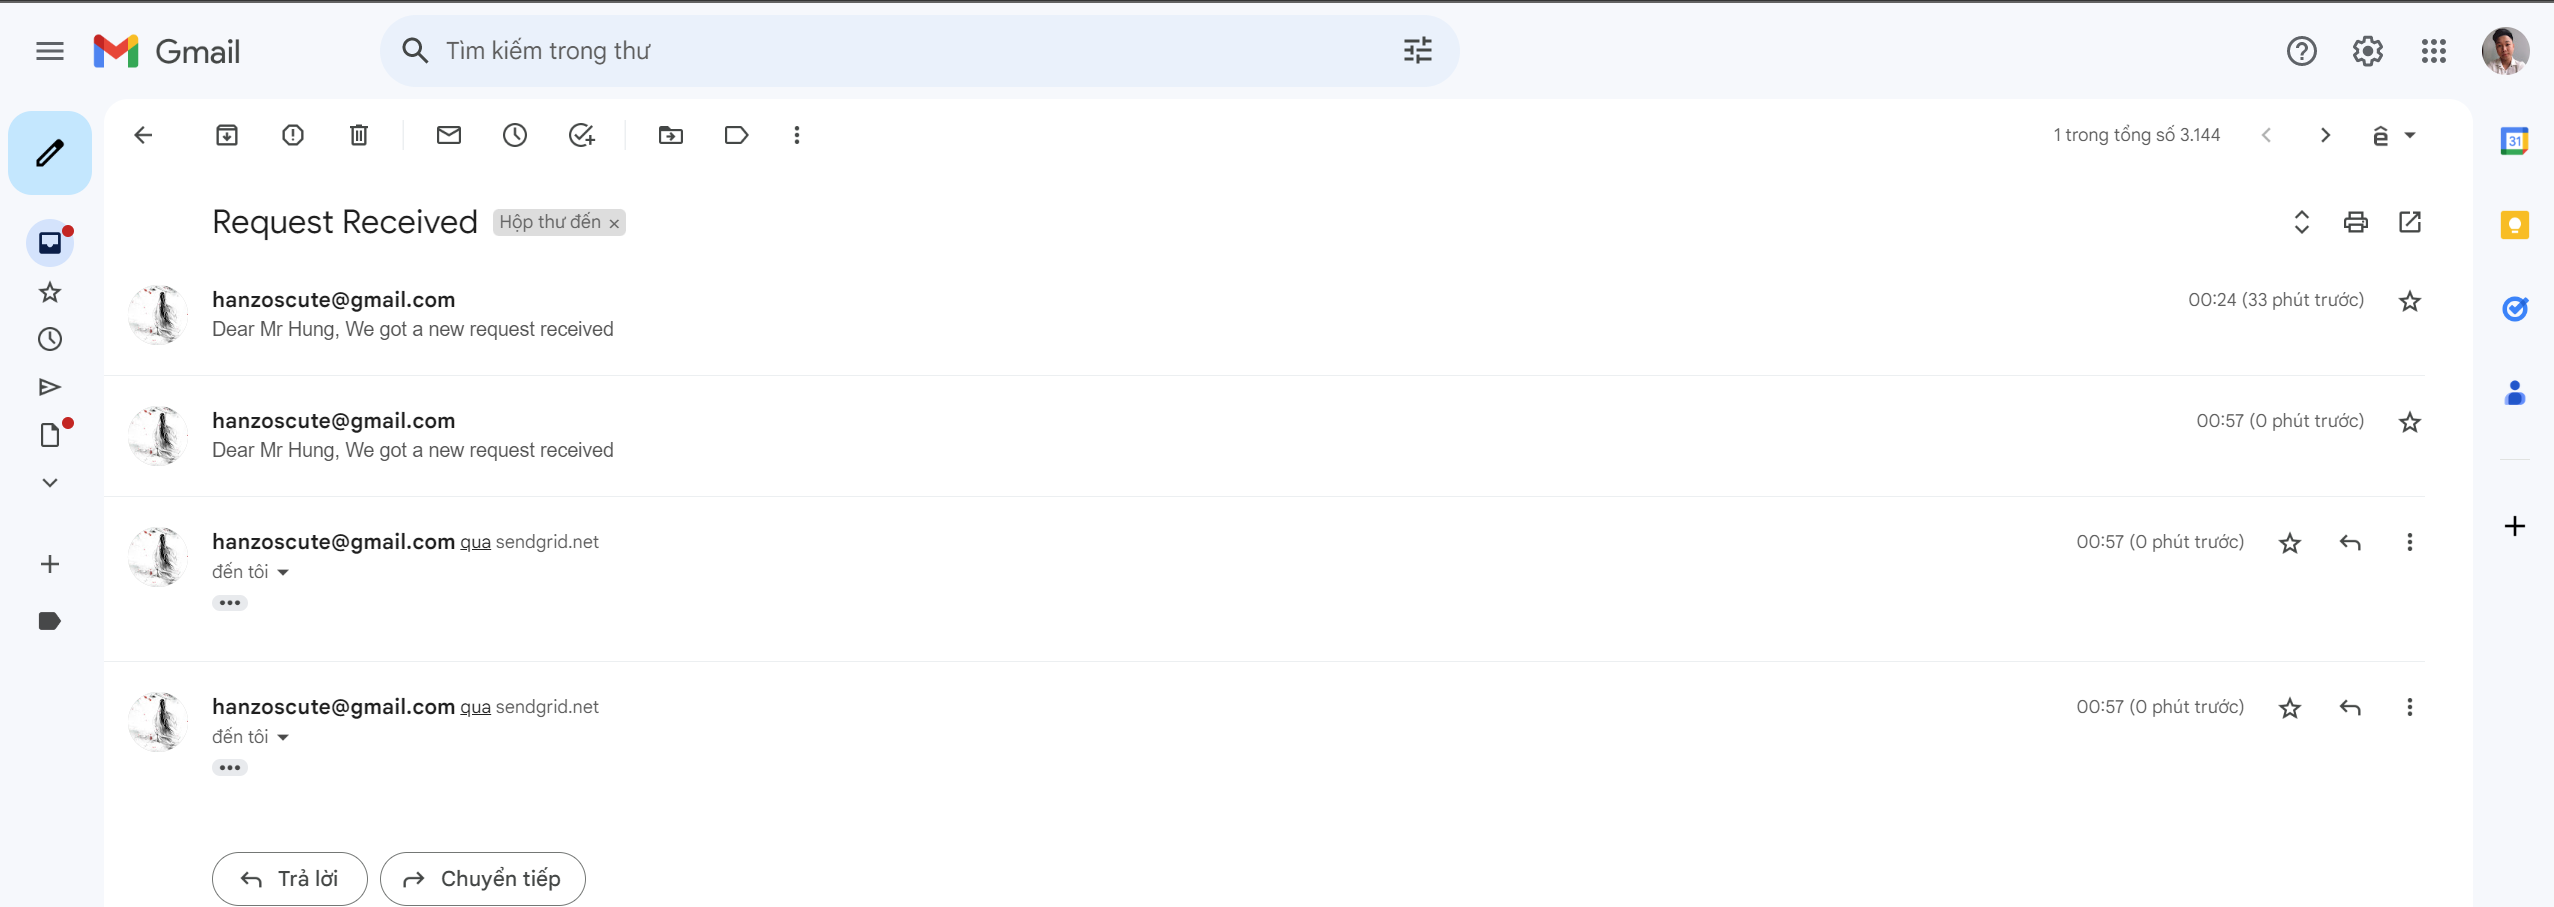 Gmail
Tìm kiếm trong thư
1 trong tổng số 3.144
ê
31
Request Received Hộp thư đến ×
hanzoscute@gmail.com 00:24 (33 phút trước)
Dear Mr Hung, We got a new request received
hanzoscute@gmail.com 00:57 (0 phút trước)
Dear Mr Hung, We got a new request received
hanzoscute@gmail.com qua sendgrid.net 00:57 (0 phút trước)
đến tôi
hanzoscute@gmail.com qua sendgrid.net 00:57 (0 phút trước)
đến tôi
Trả lời Chuyển tiếp